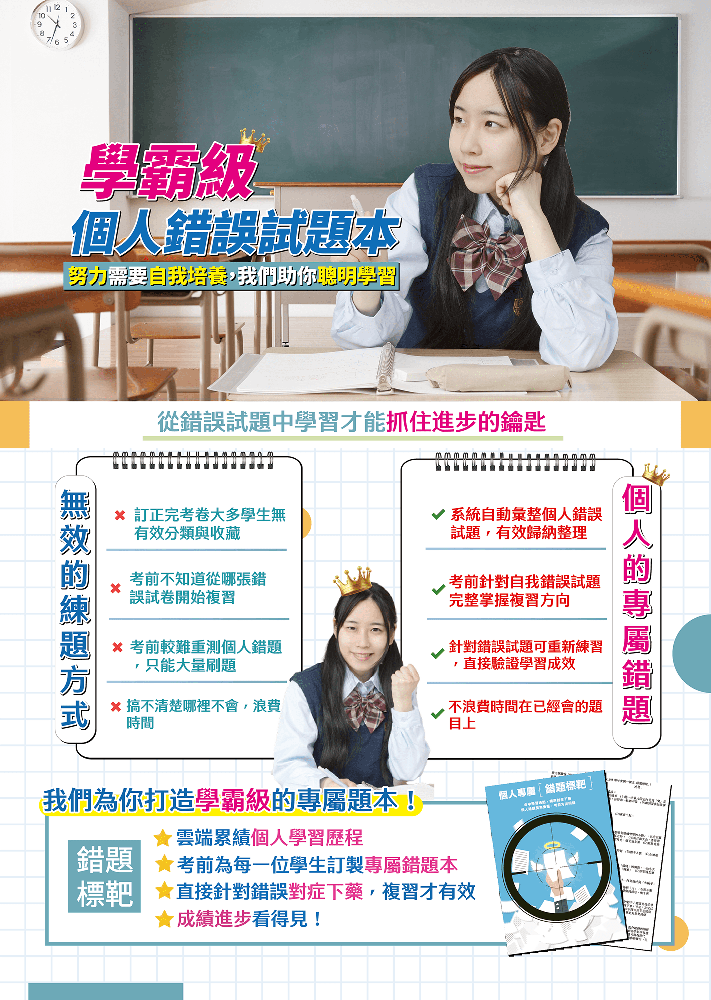 學霸級
個人錯誤試題本
努力需要自我培養，我們助你聰明學習
從錯誤試題中學習才能抓住進步的鑰匙
無效的練題方式
✖ 訂正完考卷大多學生無
有效分類與收藏
✖ 考前不知道從哪張錯
誤試卷開始複習
✖ 考前較難重測個人錯題
，只能大量刷題
✖ 搞不清楚哪裡不會，浪費
時間
個人的專屬錯題
✔ 系統自動彙整個人錯誤
試題，有效歸納整理
✔ 考前針對自我錯誤試題
完整掌握複習方向
✔ 針對錯誤試題可重新練習
，直接驗證學習成效
✔ 不浪費時間在已經會的題
目上
我們為你打造學霸級的專屬題本！
錯題
標靶
★ 雲端累績個人學習歷程
★ 考前為每一位學生訂製專屬錯題本
★ 直接針對錯誤對症下藥，複習才有效
★ 成績進步看得見！
個人專屬［錯題標靶］